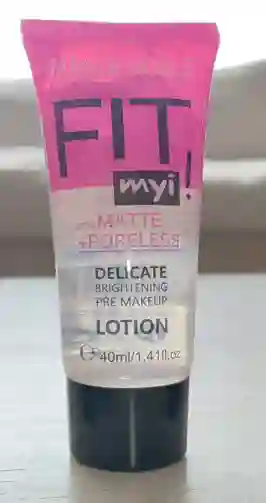 FIT
myi!
MATTE
+PORELESS
DELICATE
BRIGHTENING
PRE MAKEUP
LOTION
40ml/1.41fl.oz